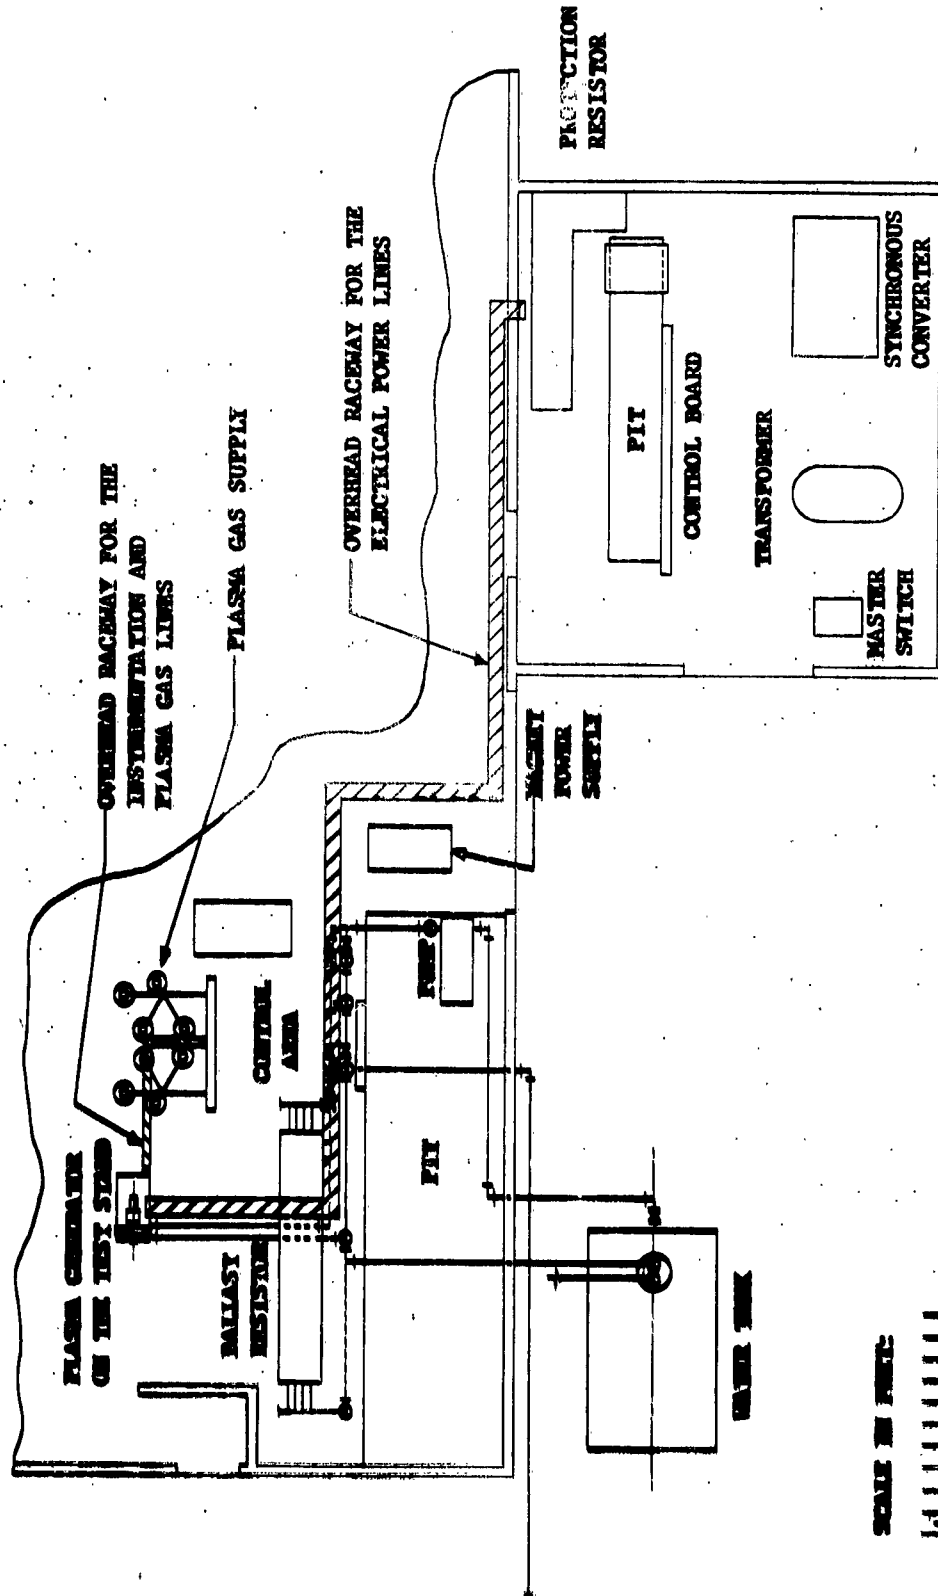 OVERHEAD RACEWAY FOR THE
INSTRUMENTATION AND
PLASMA GAS LINES
PLASMA GAS SUPPLY
OVERHEAD RACEWAY FOR THE
ELECTRICAL POWER LINES
PROTECTION
RESISTOR
PLASMA GENERATOR
ON THE TEST STAND
CONTROL
AREA
BALLAST
RESISTOR
PIT
PUMP
MAGNET
POWER
SUPPLY
PIT
CONTROL BOARD
TRANSFORMER
MASTER
SWITCH
SYNCHRONOUS
CONVERTER
WATER TANK
SCALE IN FEET: